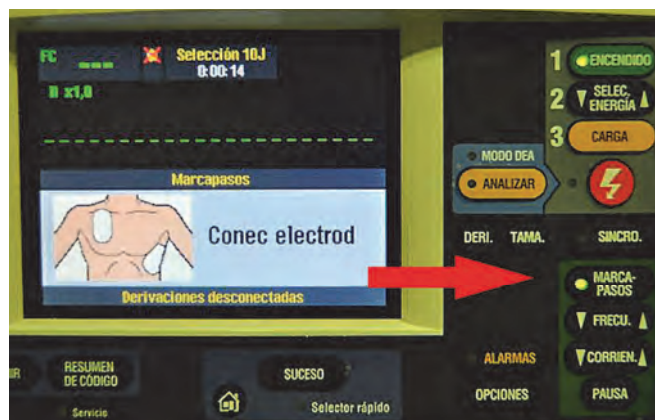 FC ---
Selección 10J
0:00:14
II x1,0
Marcapasos
Conec electrod
Derivaciones desconectadas
1 ENCENDIDO
2 SELEC.
ENERGÍA
3 CARGA
MODO DEA
ANALIZAR
DERI. TAMA. SINCRO.
MARCA-
PASOS
FRECU.
CORRIEN.
PAUSA
ALARMAS
OPCIONES
RESUMEN
DE CÓDIGO
SUCESO
Servicio
Selector rápido